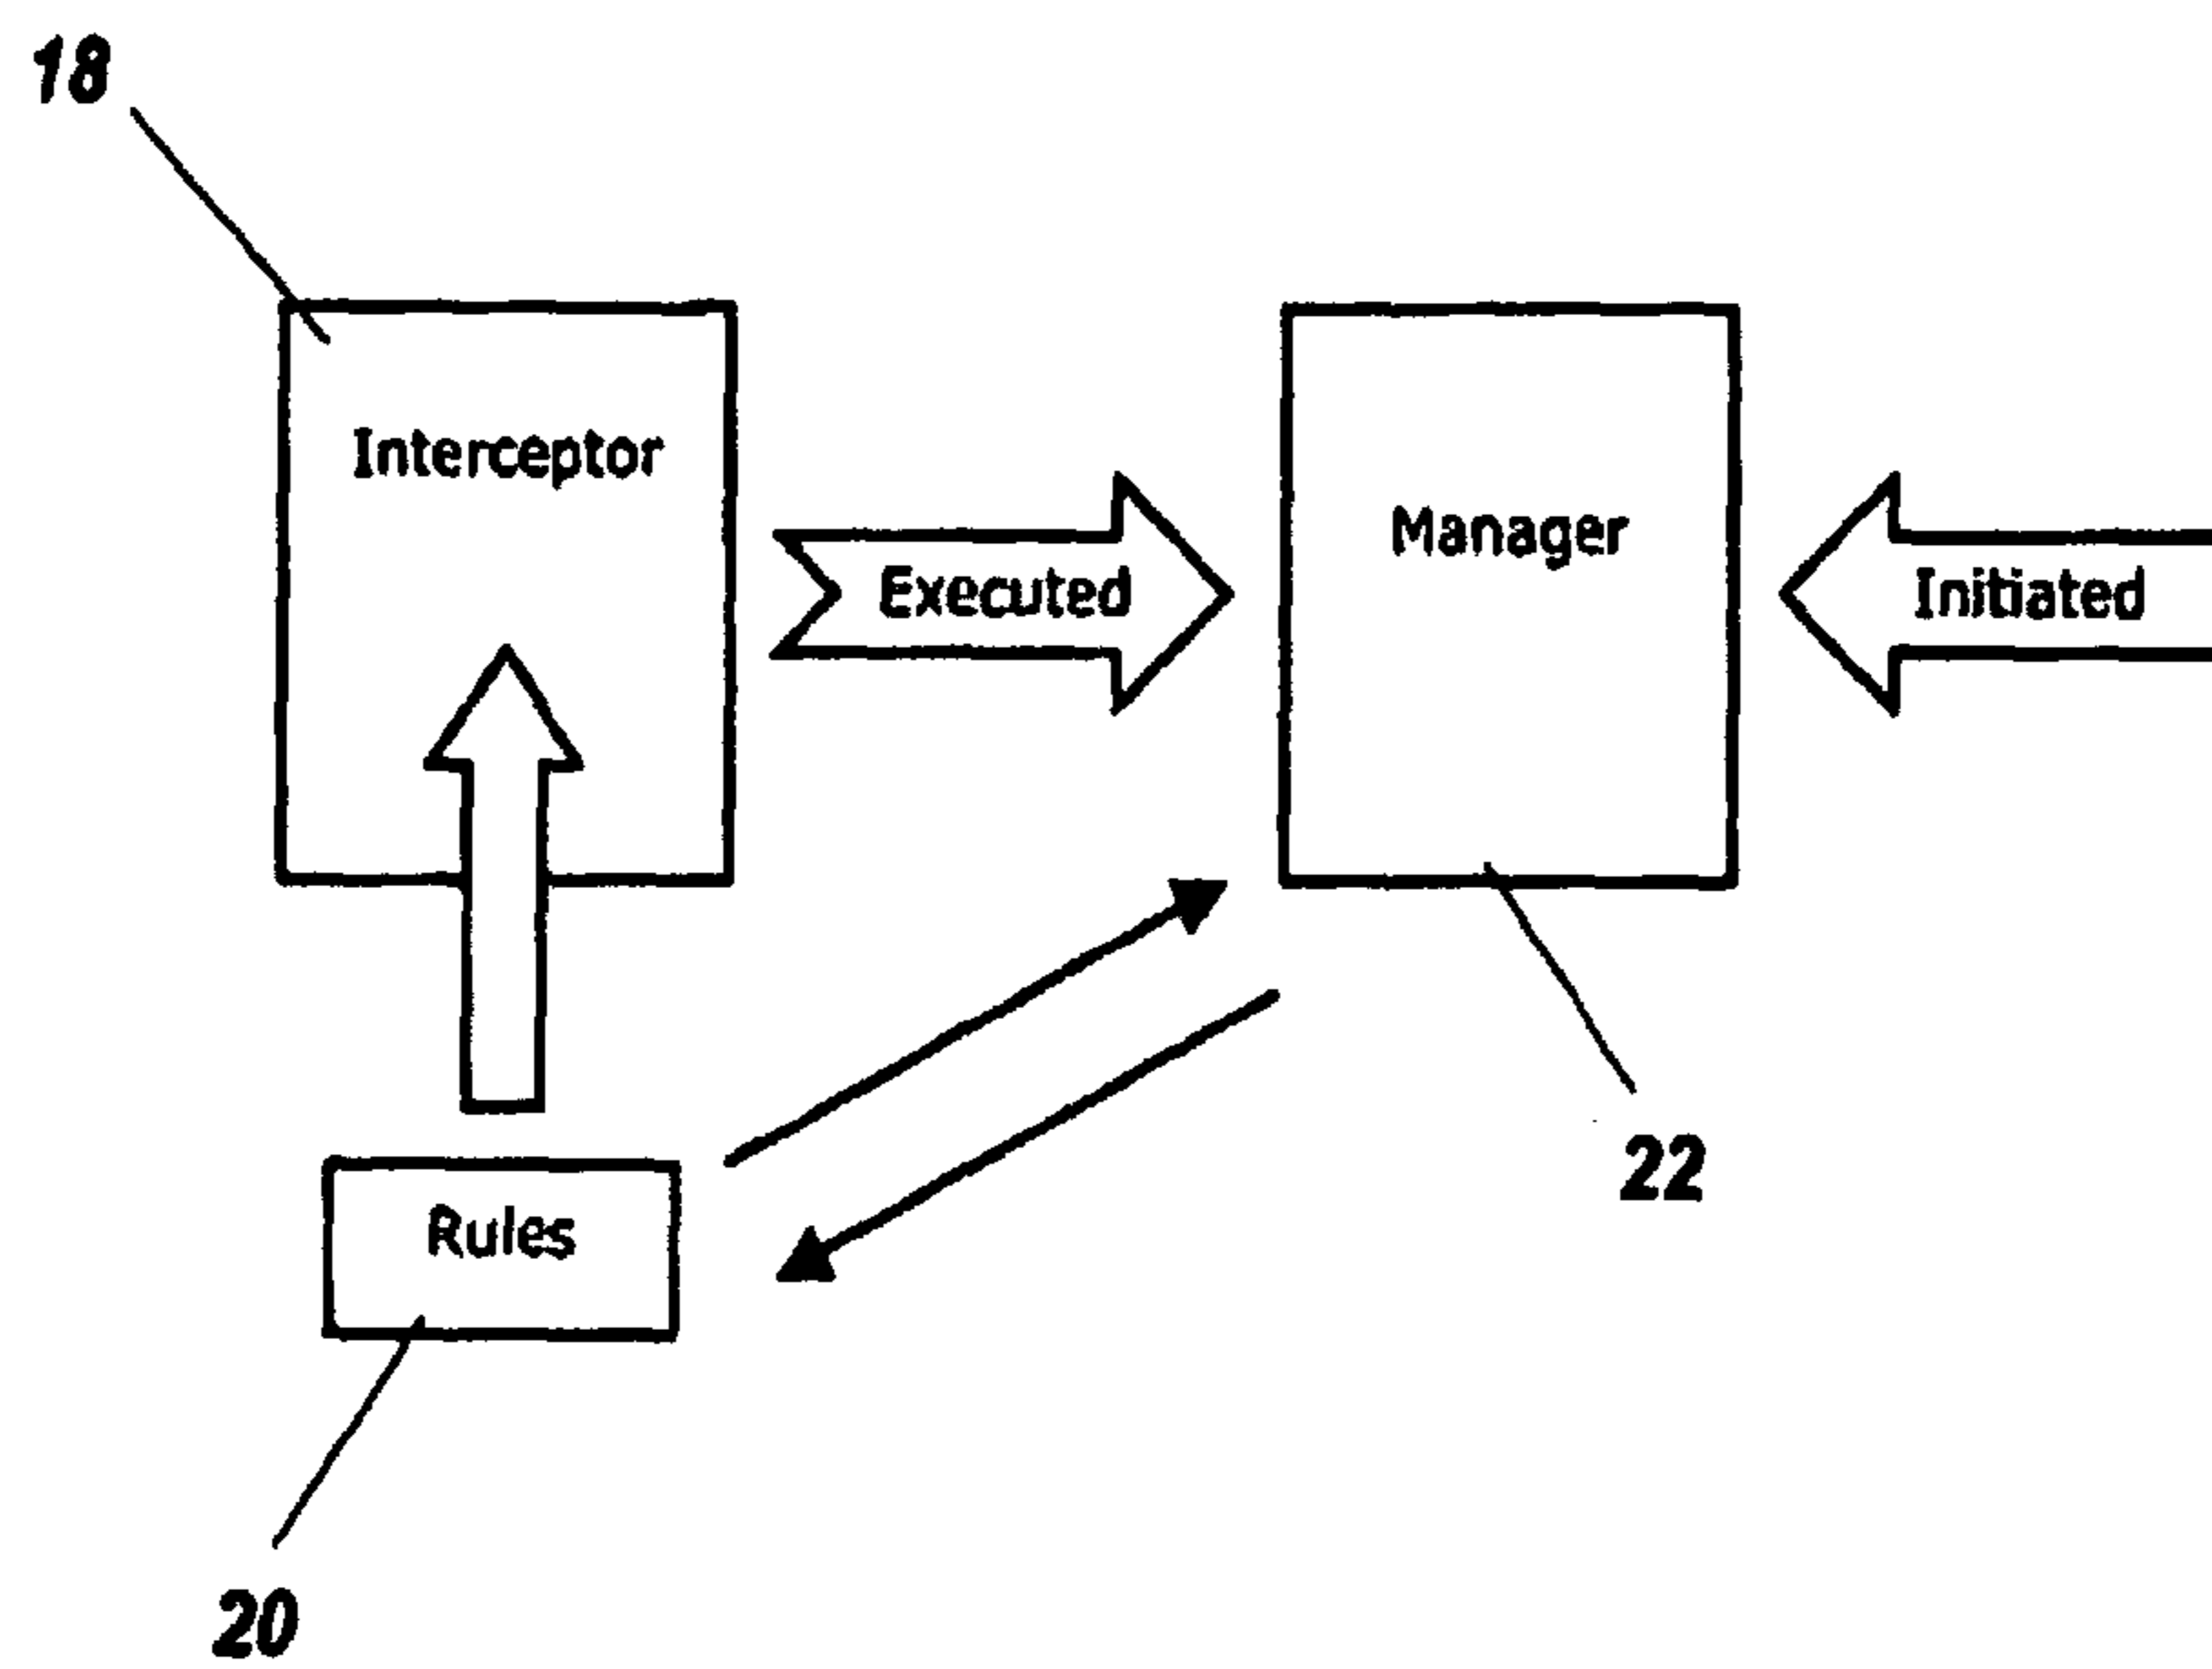 18
Interceptor
Manager
Executed
Initiated
22
Rules
20